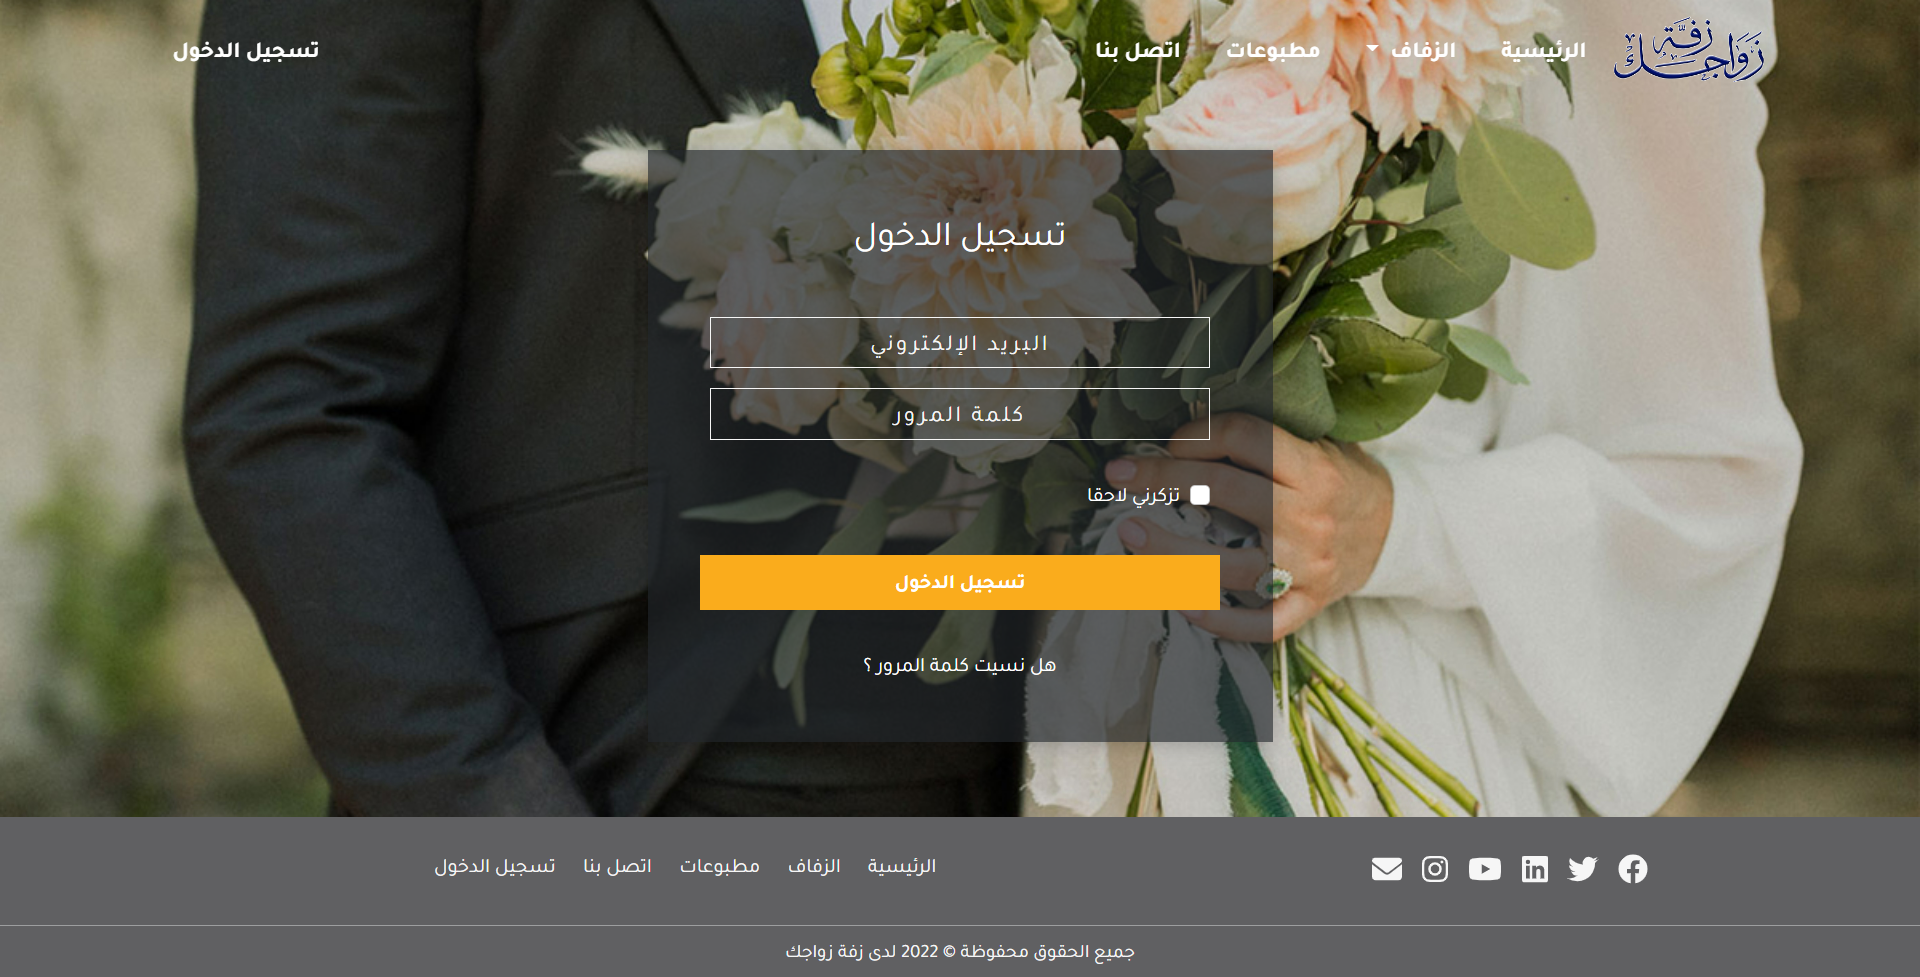 زفة
زواجك
الرئيسية
الزفاف
مطبوعات
اتصل بنا
تسجيل الدخول
تسجيل الدخول
البريد الإلكتروني
كلمة المرور
تزكرني لاحقا
تسجيل الدخول
هل نسيت كلمة المرور ؟
الرئيسية
الزفاف
مطبوعات
اتصل بنا
تسجيل الدخول
جميع الحقوق محفوظة © 2022 لدى زفة زواجك